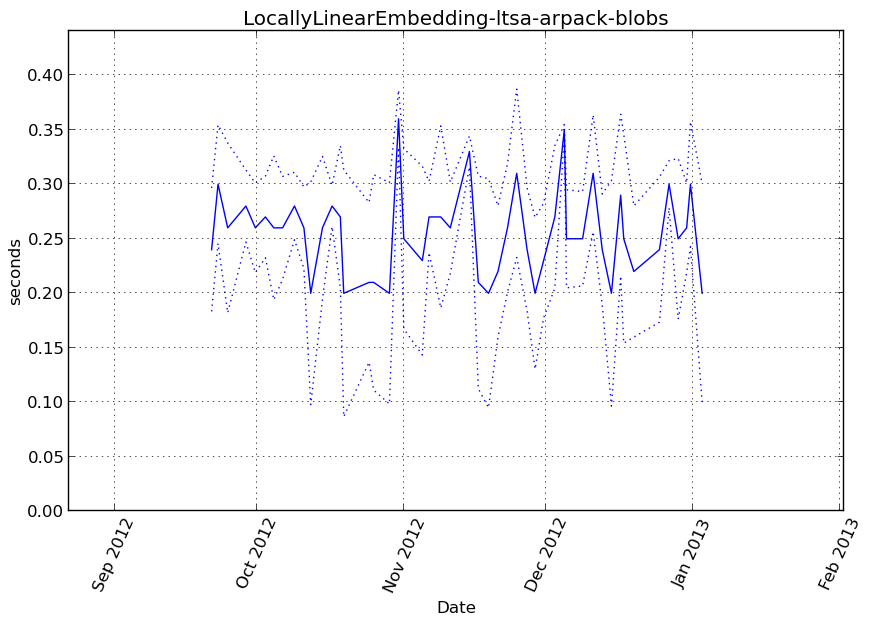 LocallyLinearEmbedding-ltsa-arpack-blobs
seconds
0.40
0.35
0.30
0.25
0.20
0.15
0.10
0.05
0.00
Sep 2012
Oct 2012
Nov 2012
Dec 2012
Jan 2013
Feb 2013
Date